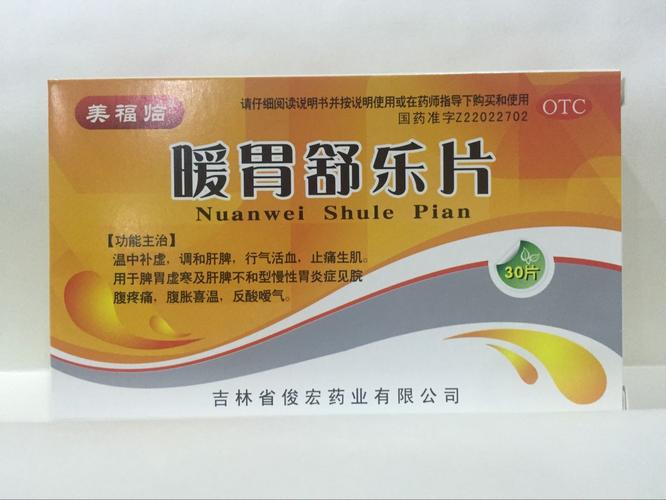 美福临
请仔细阅读说明书并按说明使用或在药师指导下购买和使用
国药准字Z22022702
OTC
暖胃舒乐片
Nuanwei Shule Pian
【功能主治】
温中补虚，调和肝脾，行气活血，止痛生肌。
用于脾胃虚寒及肝脾不和型慢性胃炎症见脘
腹疼痛，腹胀喜温，反酸嗳气。
30片
吉林省俊宏药业有限公司